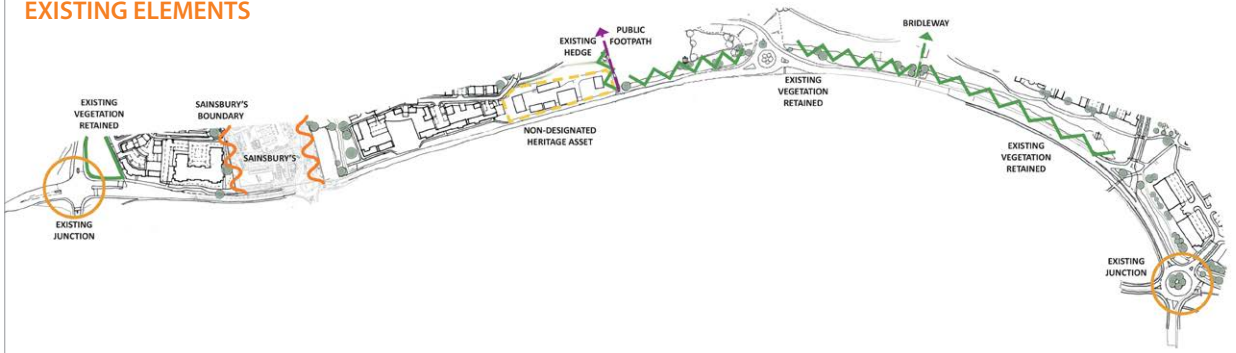 EXISTING ELEMENTS
EXISTING
VEGETATION
RETAINED
SAINSBURY'S
BOUNDARY
SAINSBURY'S
EXISTING
JUNCTION
EXISTING
HEDGE
PUBLIC
FOOTPATH
NON-DESIGNATED
HERITAGE ASSET
EXISTING
VEGETATION
RETAINED
BRIDLEWAY
EXISTING
VEGETATION
RETAINED
EXISTING
JUNCTION